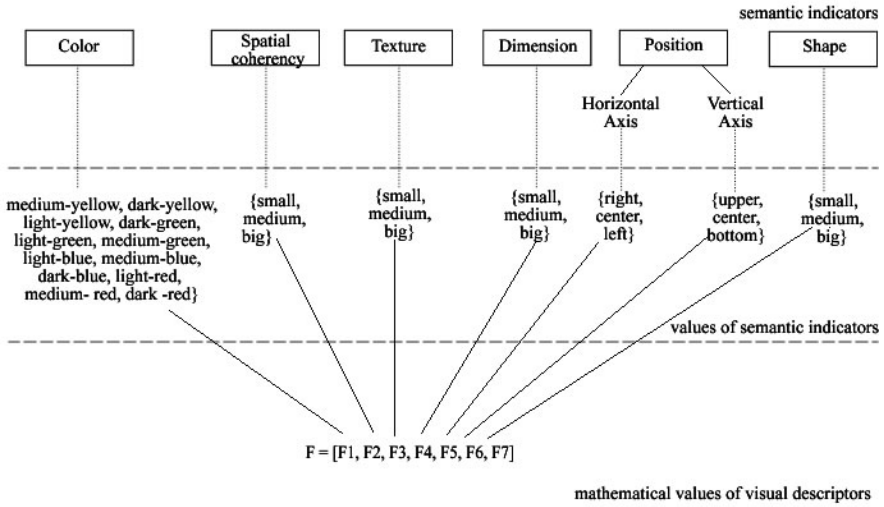 semantic indicators
Color
Spatial
coherency
Texture
Dimension
Position
Shape
Horizontal
Axis
Vertical
Axis
medium-yellow, dark-yellow,
light-yellow, dark-green,
light-green, medium-green,
light-blue, medium-blue,
dark-blue, light-red,
medium- red, dark -red}
{small,
medium,
big}
{small,
medium,
big}
{small,
medium,
big}
{right,
center,
left}
{upper,
center,
bottom}
{small,
medium,
big}
values of semantic indicators
F = [F1, F2, F3, F4, F5, F6, F7]
mathematical values of visual descriptors